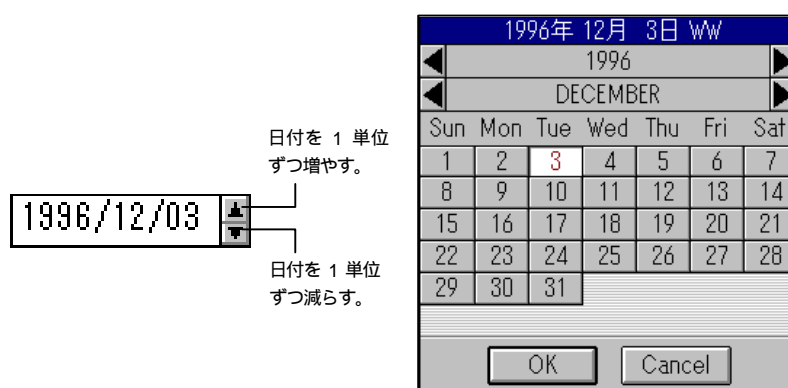 日付を 1 単位
ずつ増やす。
1996/12/03
日付を 1 単位
ずつ減らす。
1996年 12月 3日 WW
1996
DECEMBER
Sun Mon Tue Wed Thu Fri Sat
1 2 3 4 5 6 7
8 9 10 11 12 13 14
15 16 17 18 19 20 21
22 23 24 25 26 27 28
29 30 31
OK Cancel